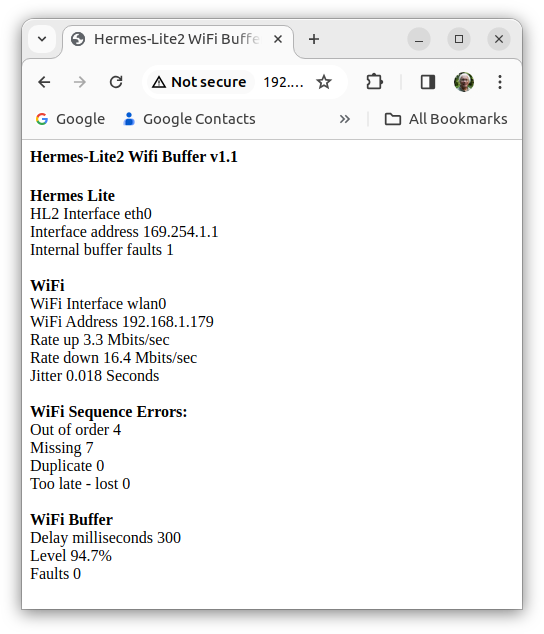 Hermes-Lite2 WiFi Buffe
Not secure 192....
Google Google Contacts » All Bookmarks
Hermes-Lite2 Wifi Buffer v1.1
Hermes Lite
HL2 Interface eth0
Interface address 169.254.1.1
Internal buffer faults 1
WiFi
WiFi Interface wlan0
WiFi Address 192.168.1.179
Rate up 3.3 Mbits/sec
Rate down 16.4 Mbits/sec
Jitter 0.018 Seconds
WiFi Sequence Errors:
Out of order 4
Missing 7
Duplicate 0
Too late - lost 0
WiFi Buffer
Delay milliseconds 300
Level 94.7%
Faults 0